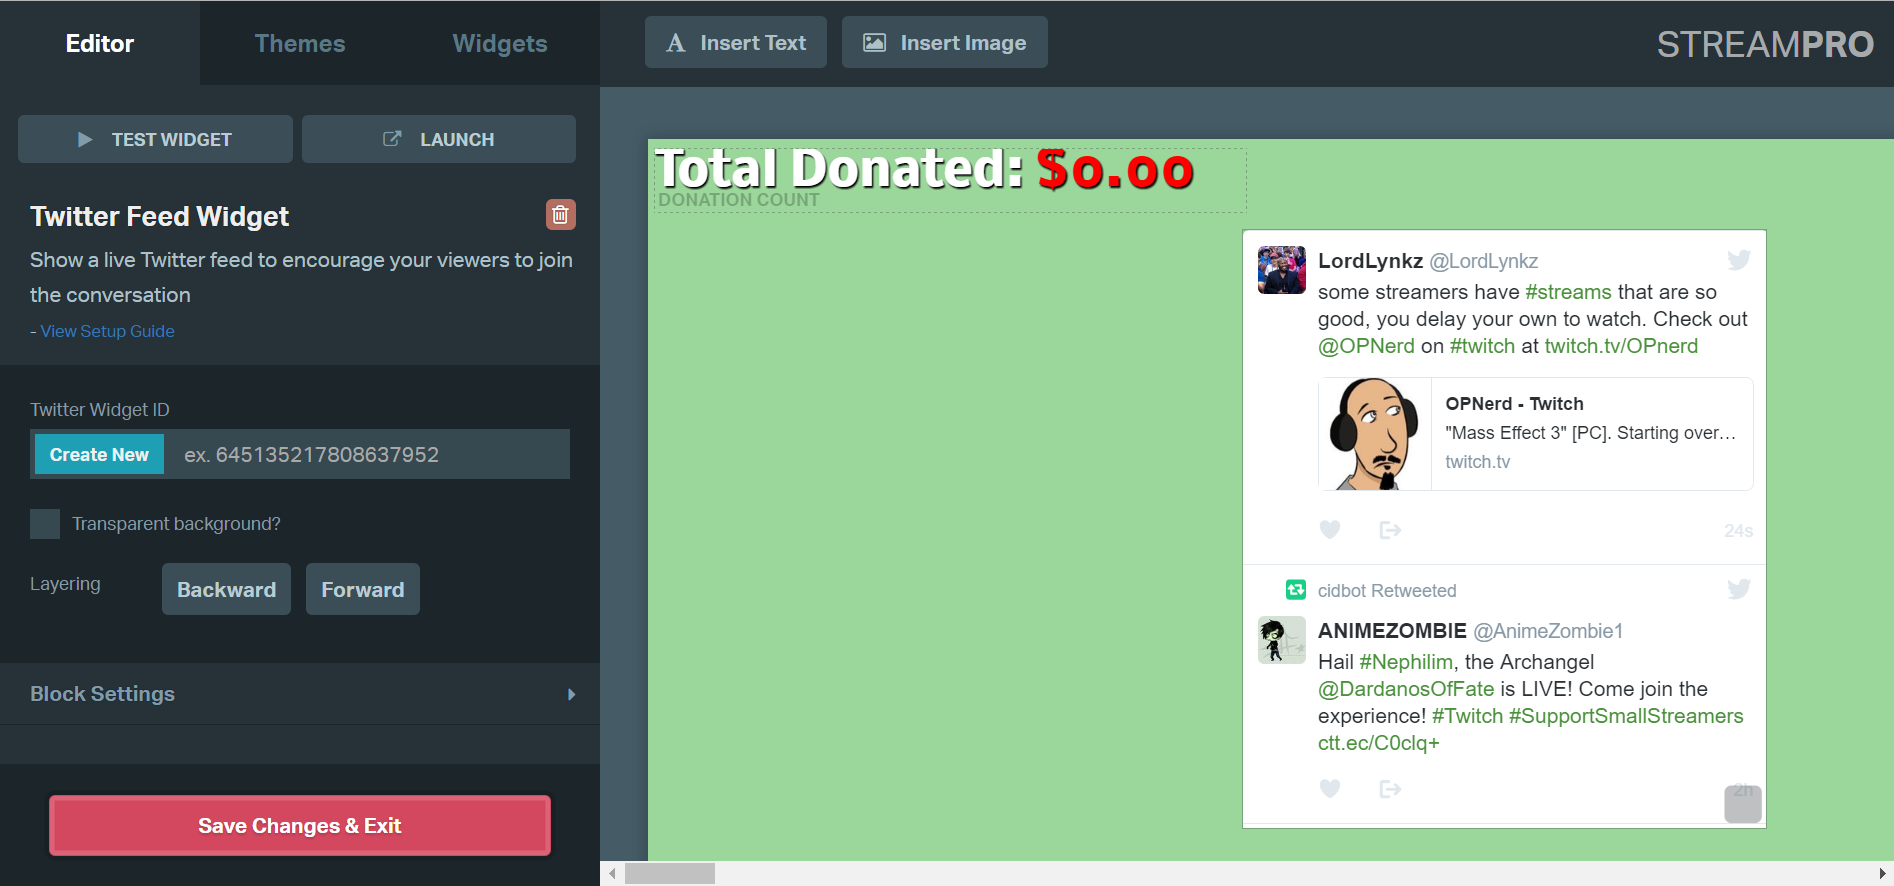 Editor
Themes
Widgets
Insert Text
Insert Image
STREAMPRO
TEST WIDGET
LAUNCH
Twitter Feed Widget
Show a live Twitter feed to encourage your viewers to join
the conversation
- View Setup Guide
Twitter Widget ID
Create New
ex. 645135217808637952
Transparent background?
Layering
Backward
Forward
Block Settings
Save Changes & Exit
Total Donated: $0.00
DONATION COUNT
LordLynkz @LordLynkz
some streamers have #streams that are so
good, you delay your own to watch. Check out
@OPNerd on #twitch at twitch.tv/OPnerd
OPNerd - Twitch
"Mass Effect 3" [PC]. Starting over...
twitch.tv
24s
cidbot Retweeted
ANIMEZOMBIE @AnimeZombie1
Hail #Nephilim, the Archangel
@DardanosOfFate is LIVE! Come join the
experience! #Twitch #SupportSmallStreamers
ctt.ec/C0clq+
2h